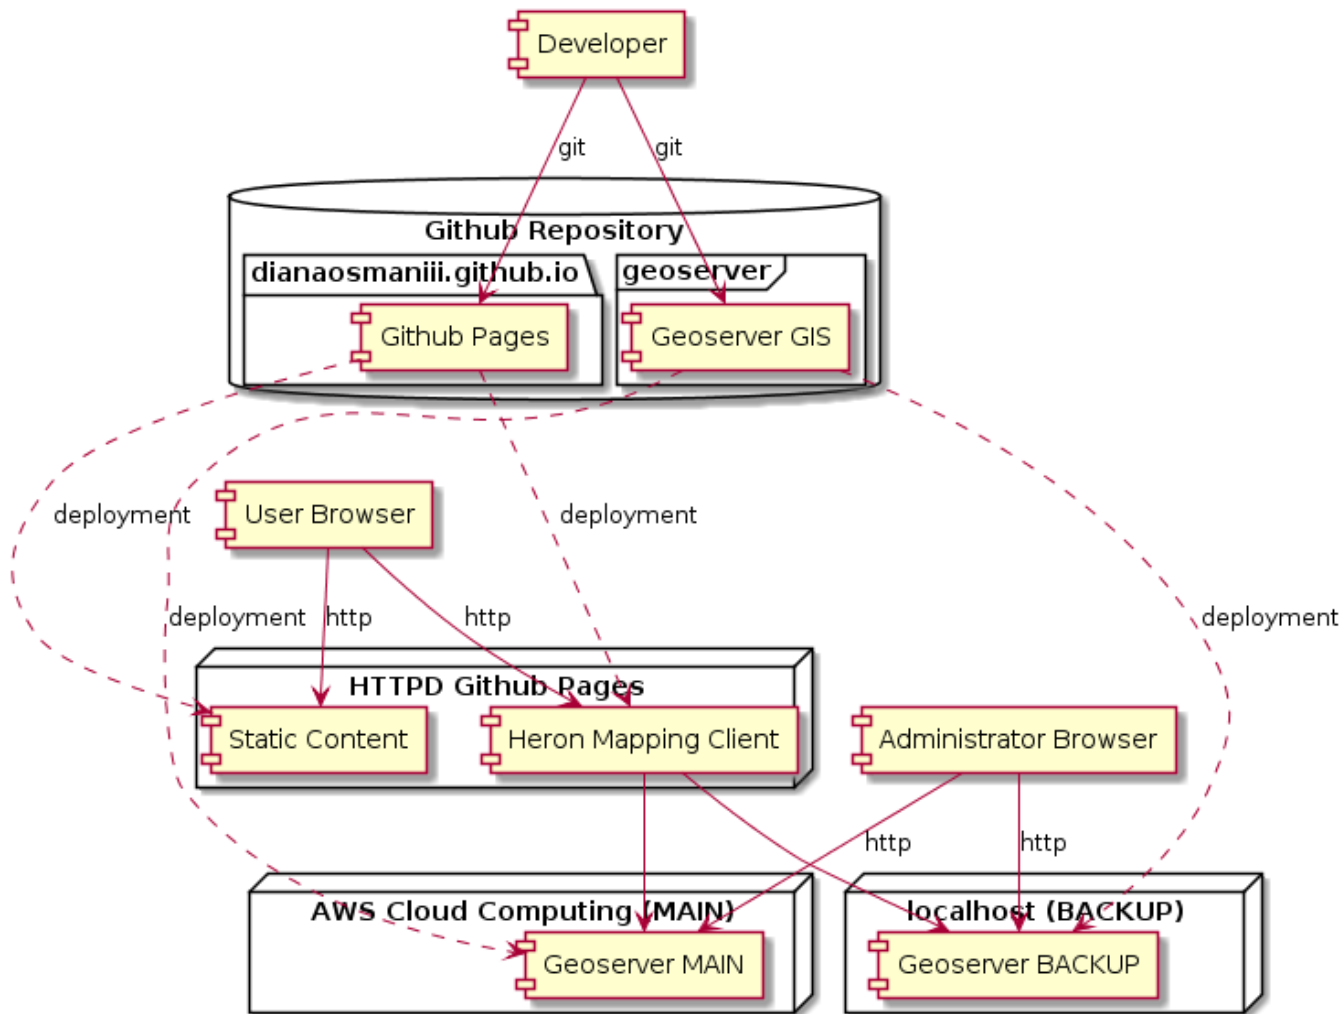 Developer
git
git
Github Repository
dianaosmaniii.github.io
geoserver
Github Pages
Geoserver GIS
User Browser
deployment
deployment
deployment
http
http
deployment
HTTPD Github Pages
Static Content
Heron Mapping Client
Administrator Browser
http
http
AWS Cloud Computing (MAIN)
localhost (BACKUP)
Geoserver MAIN
Geoserver BACKUP